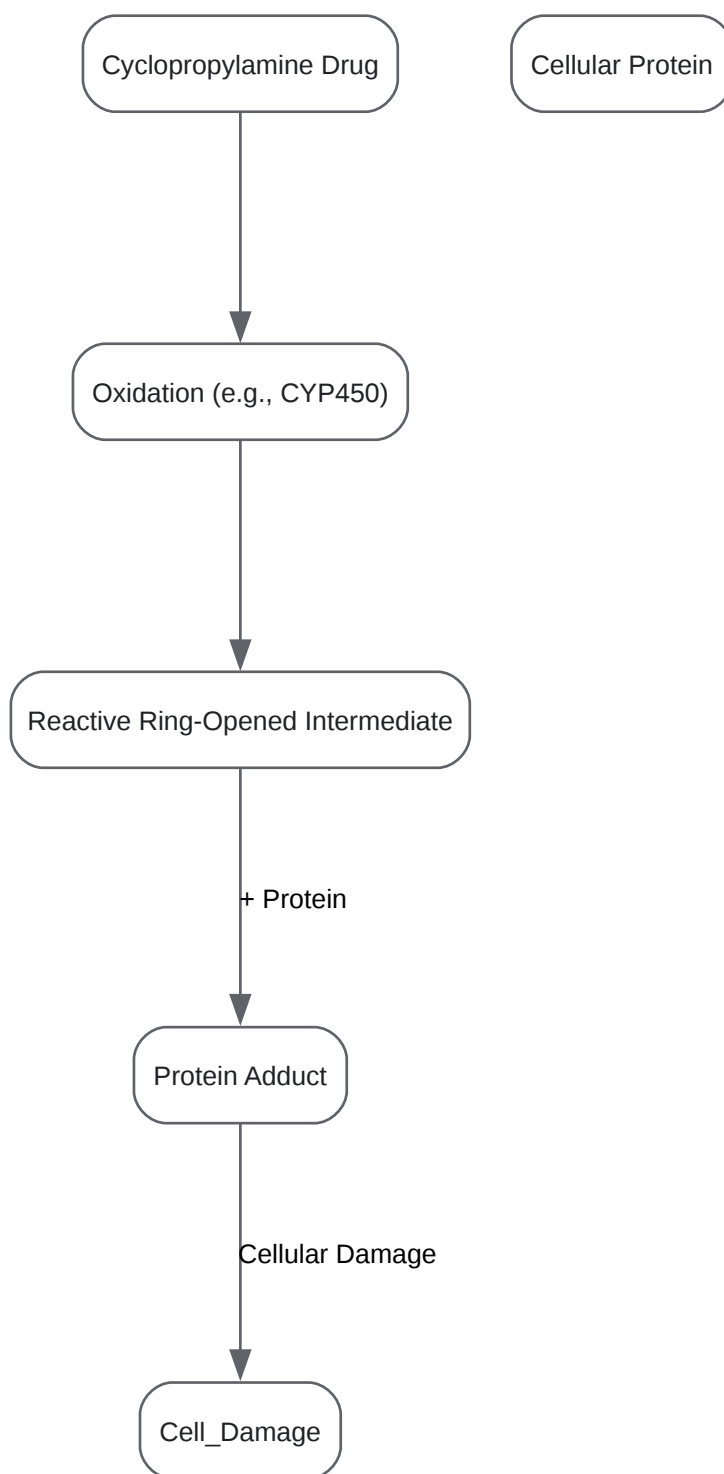 Cyclopropylamine Drug
Cellular Protein
Oxidation (e.g., CYP450)
Reactive Ring-Opened Intermediate
+ Protein
Protein Adduct
Cellular Damage
Cell_Damage